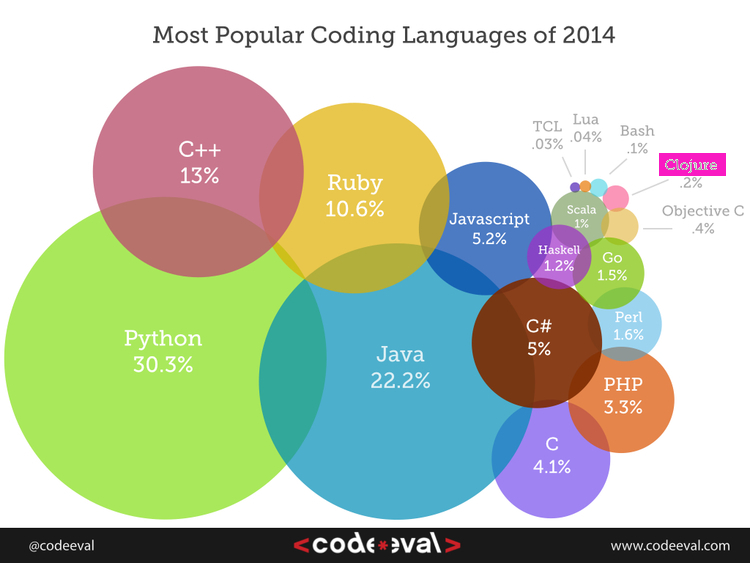 Most Popular Coding Languages of 2014
C++
13%
Ruby
10.6%
Javascript
5.2%
TCL
.03%
Lua
.04%
Bash
.1%
Clojure
.2%
Objective C
.4%
Scala
1%
Haskell
1.2%
Go
1.5%
Python
30.3%
Java
22.2%
C#
5%
Perl
1.6%
PHP
3.3%
C
4.1%
@codeeval
<code*eval>
www.codeeval.com